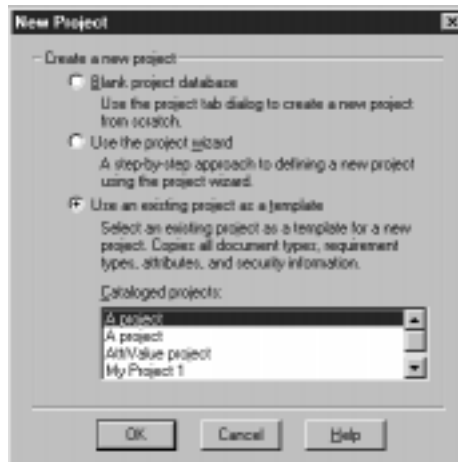 New Project
Create a new project
Blank project database
Use the project tab dialog to create a new project
from scratch.
Use the project wizard
A step-by-step approach to defining a new project
using the project wizard.
Use an existing project as a template
Select an existing project as a template for a new
project. Copies all document types, requirement
types, attributes, and security information.
Cataloged projects:
A project
A project
AttrValue project
My Project 1
OK
Cancel
Help